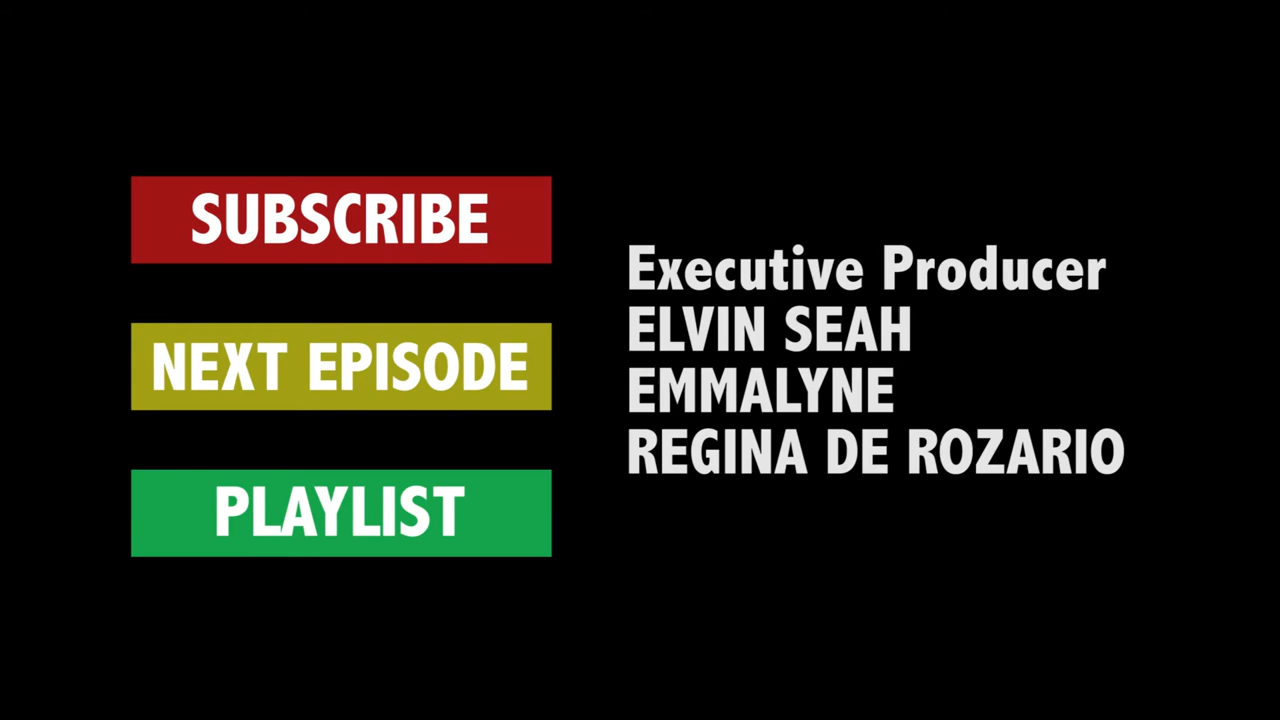 SUBSCRIBE
NEXT EPISODE
PLAYLIST
Executive Producer
ELVIN SEAH
EMMALYNE
REGINA DE ROZARIO